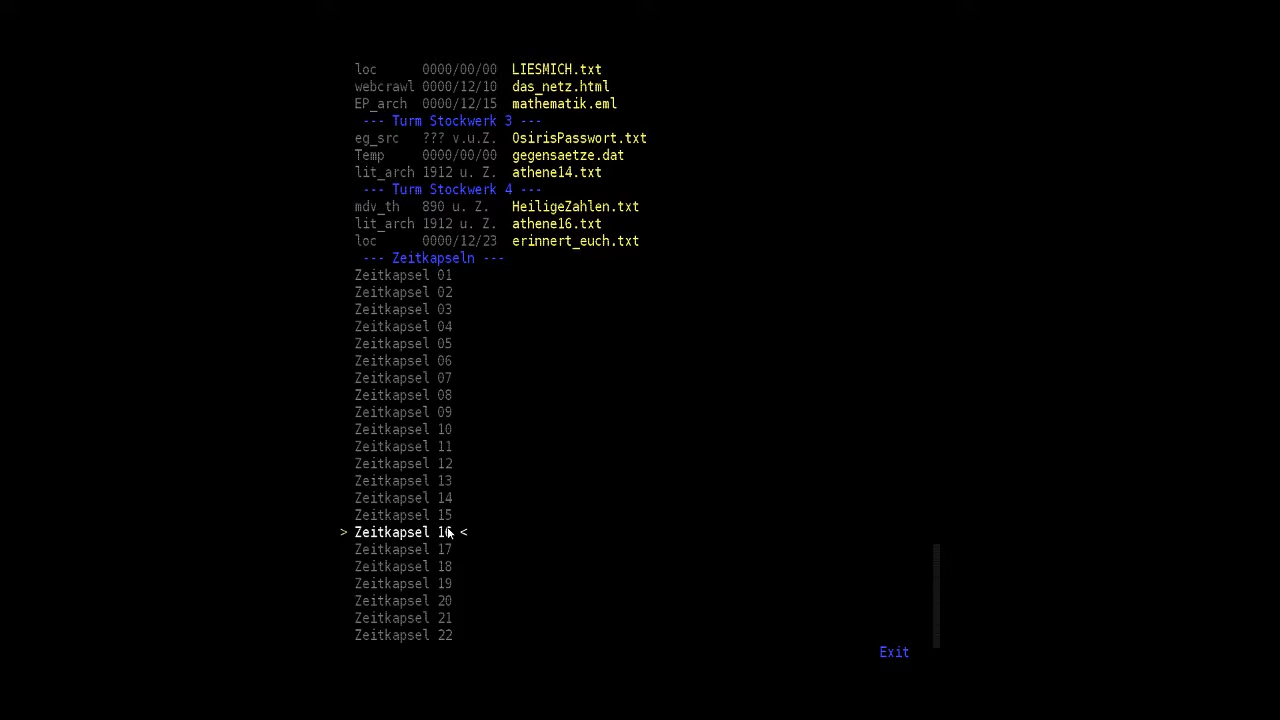 loc 0000/00/00 LIESMICH.txt
webcrawl 0000/12/10 das_netz.html
EP_arch 0000/12/15 mathematik.eml
--- Turm Stockwerk 3 ---
eg_src ??? v.u.Z. OsirisPasswort.txt
Temp 0000/00/00 gegensaetze.dat
lit_arch 1912 u. Z. athene14.txt
--- Turm Stockwerk 4 ---
mdv_th 890 u. Z. HeiligeZahlen.txt
lit_arch 1912 u. Z. athene16.txt
loc 0000/12/23 erinnert_euch.txt
--- Zeitkapseln ---
Zeitkapsel 01
Zeitkapsel 02
Zeitkapsel 03
Zeitkapsel 04
Zeitkapsel 05
Zeitkapsel 06
Zeitkapsel 07
Zeitkapsel 08
Zeitkapsel 09
Zeitkapsel 10
Zeitkapsel 11
Zeitkapsel 12
Zeitkapsel 13
Zeitkapsel 14
Zeitkapsel 15
> Zeitkapsel 16 <
Zeitkapsel 17
Zeitkapsel 18
Zeitkapsel 19
Zeitkapsel 20
Zeitkapsel 21
Zeitkapsel 22
Exit